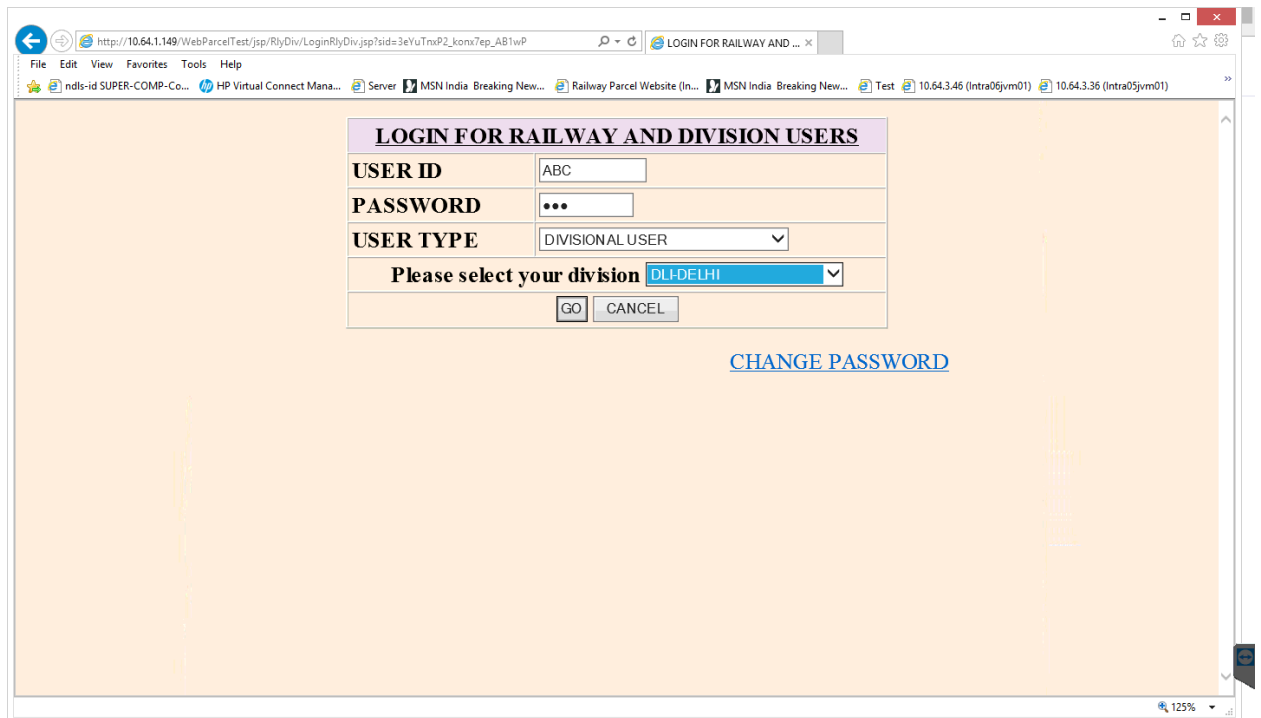 http://10.64.1.149/WebParcelTest/jsp/RlyDiv/LoginRlyDiv.jsp?sid=3eYuTnxP2_konx7ep_AB1wP LOGIN FOR RAILWAY AND ...
File Edit View Favorites Tools Help
ndls-id SUPER-COMP-Co... HP Virtual Connect Mana... Server MSN India Breaking New... Railway Parcel Website (In... MSN India Breaking New... Test 10.64.3.46 (Intra06jvm01) 10.64.3.36 (Intra05jvm01)
LOGIN FOR RAILWAY AND DIVISION USERS
USER ID ABC
PASSWORD •••
USER TYPE DIVISIONAL USER
Please select your division DLI-DELHI
GO CANCEL
CHANGE PASSWORD
125%